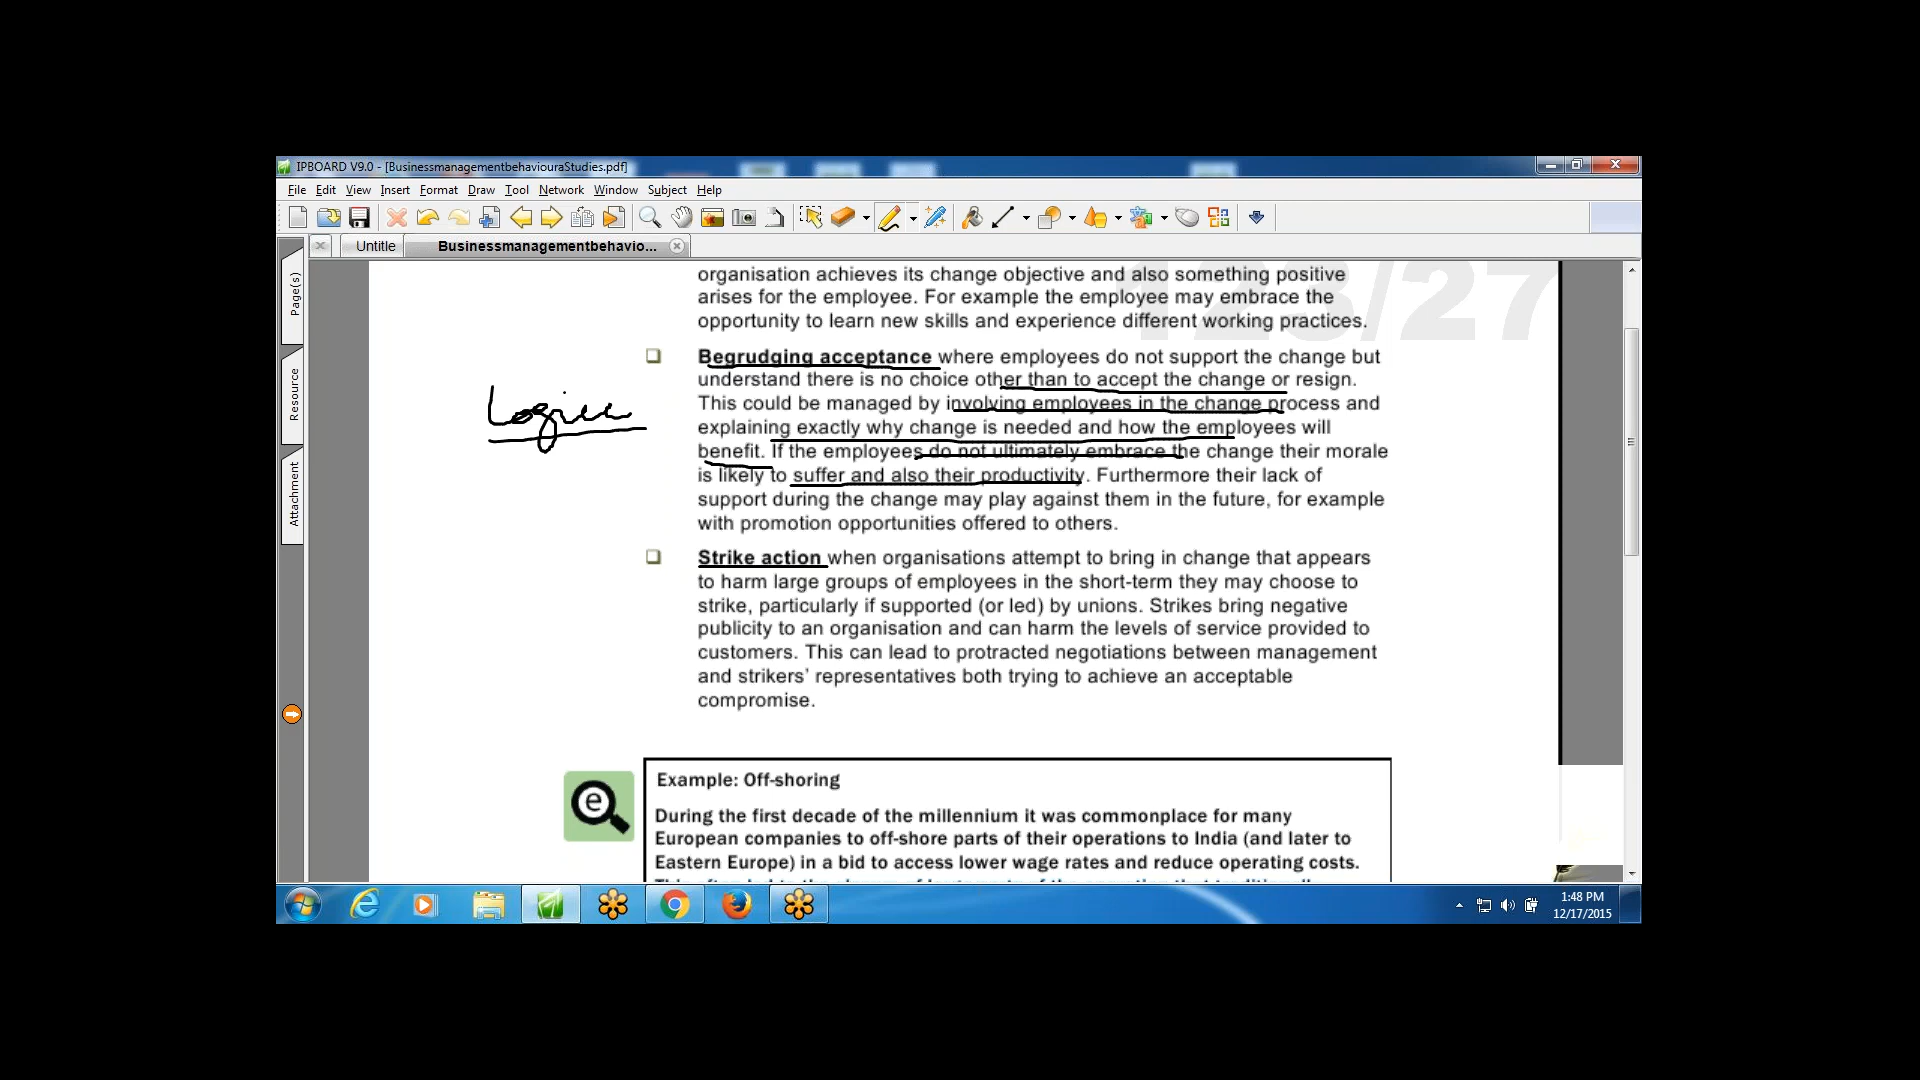 IPBOARD V9.0 - [BusinessmanagementbehaviouraStudies.pdf]
File Edit View Insert Format Draw Tool Network Window Subject Help
Untitle Businessmanagementbehavio...
Page(s)
Resource
Attachment
123/27
organisation achieves its change objective and also something positive
arises for the employee. For example the employee may embrace the
opportunity to learn new skills and experience different working practices.
Begrudging acceptance where employees do not support the change but
understand there is no choice other than to accept the change or resign.
This could be managed by involving employees in the change process and
explaining exactly why change is needed and how the employees will
benefit. If the employees do not ultimately embrace the change their morale
is likely to suffer and also their productivity. Furthermore their lack of
support during the change may play against them in the future, for example
with promotion opportunities offered to others.
Strike action when organisations attempt to bring in change that appears
to harm large groups of employees in the short-term they may choose to
strike, particularly if supported (or led) by unions. Strikes bring negative
publicity to an organisation and can harm the levels of service provided to
customers. This can lead to protracted negotiations between management
and strikers’ representatives both trying to achieve an acceptable
compromise.
Example: Off-shoring
During the first decade of the millennium it was commonplace for many
European companies to off-shore parts of their operations to India (and later to
Eastern Europe) in a bid to access lower wage rates and reduce operating costs.
1:48 PM
12/17/2015